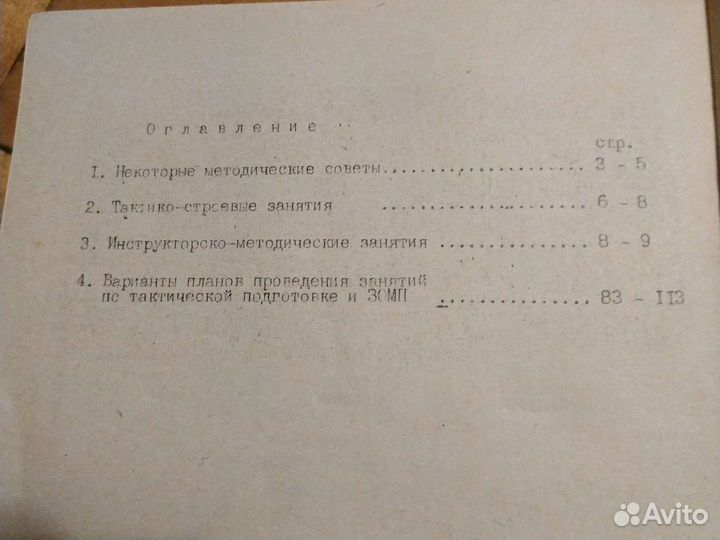 Оглавление
стр.
I. Некоторые методические советы...................... 3 - 5
2. Тактико-строевые занятия ...................... 6 - 8
3. Инструкторско-методические занятия ................ 8 - 9
4. Варианты планов проведения занятий
по тактической подготовке и ЗОМП ................ 83 - II3
Avito